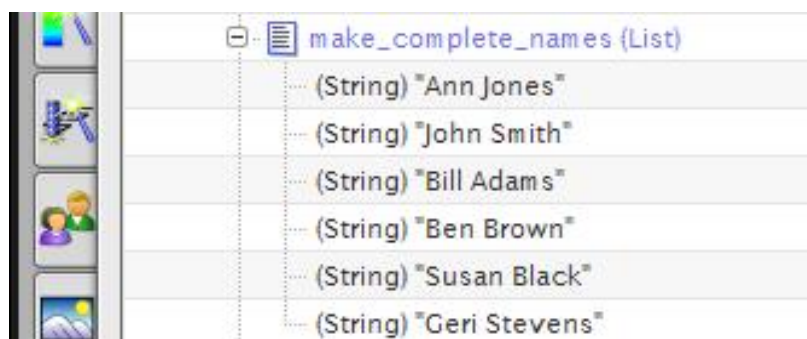 make_complete_names (List)
(String) "Ann Jones"
(String) "John Smith"
(String) "Bill Adams"
(String) "Ben Brown"
(String) "Susan Black"
(String) "Geri Stevens"